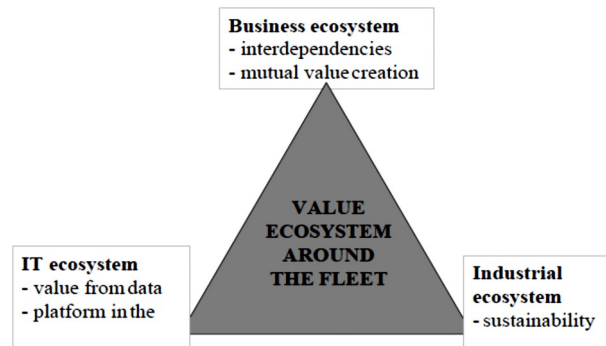 Business ecosystem
- interdependencies
- mutual value creation
VALUE
ECOSYSTEM
AROUND
THE FLEET
IT ecosystem
- value from data
- platform in the
Industrial
ecosystem
- sustainability